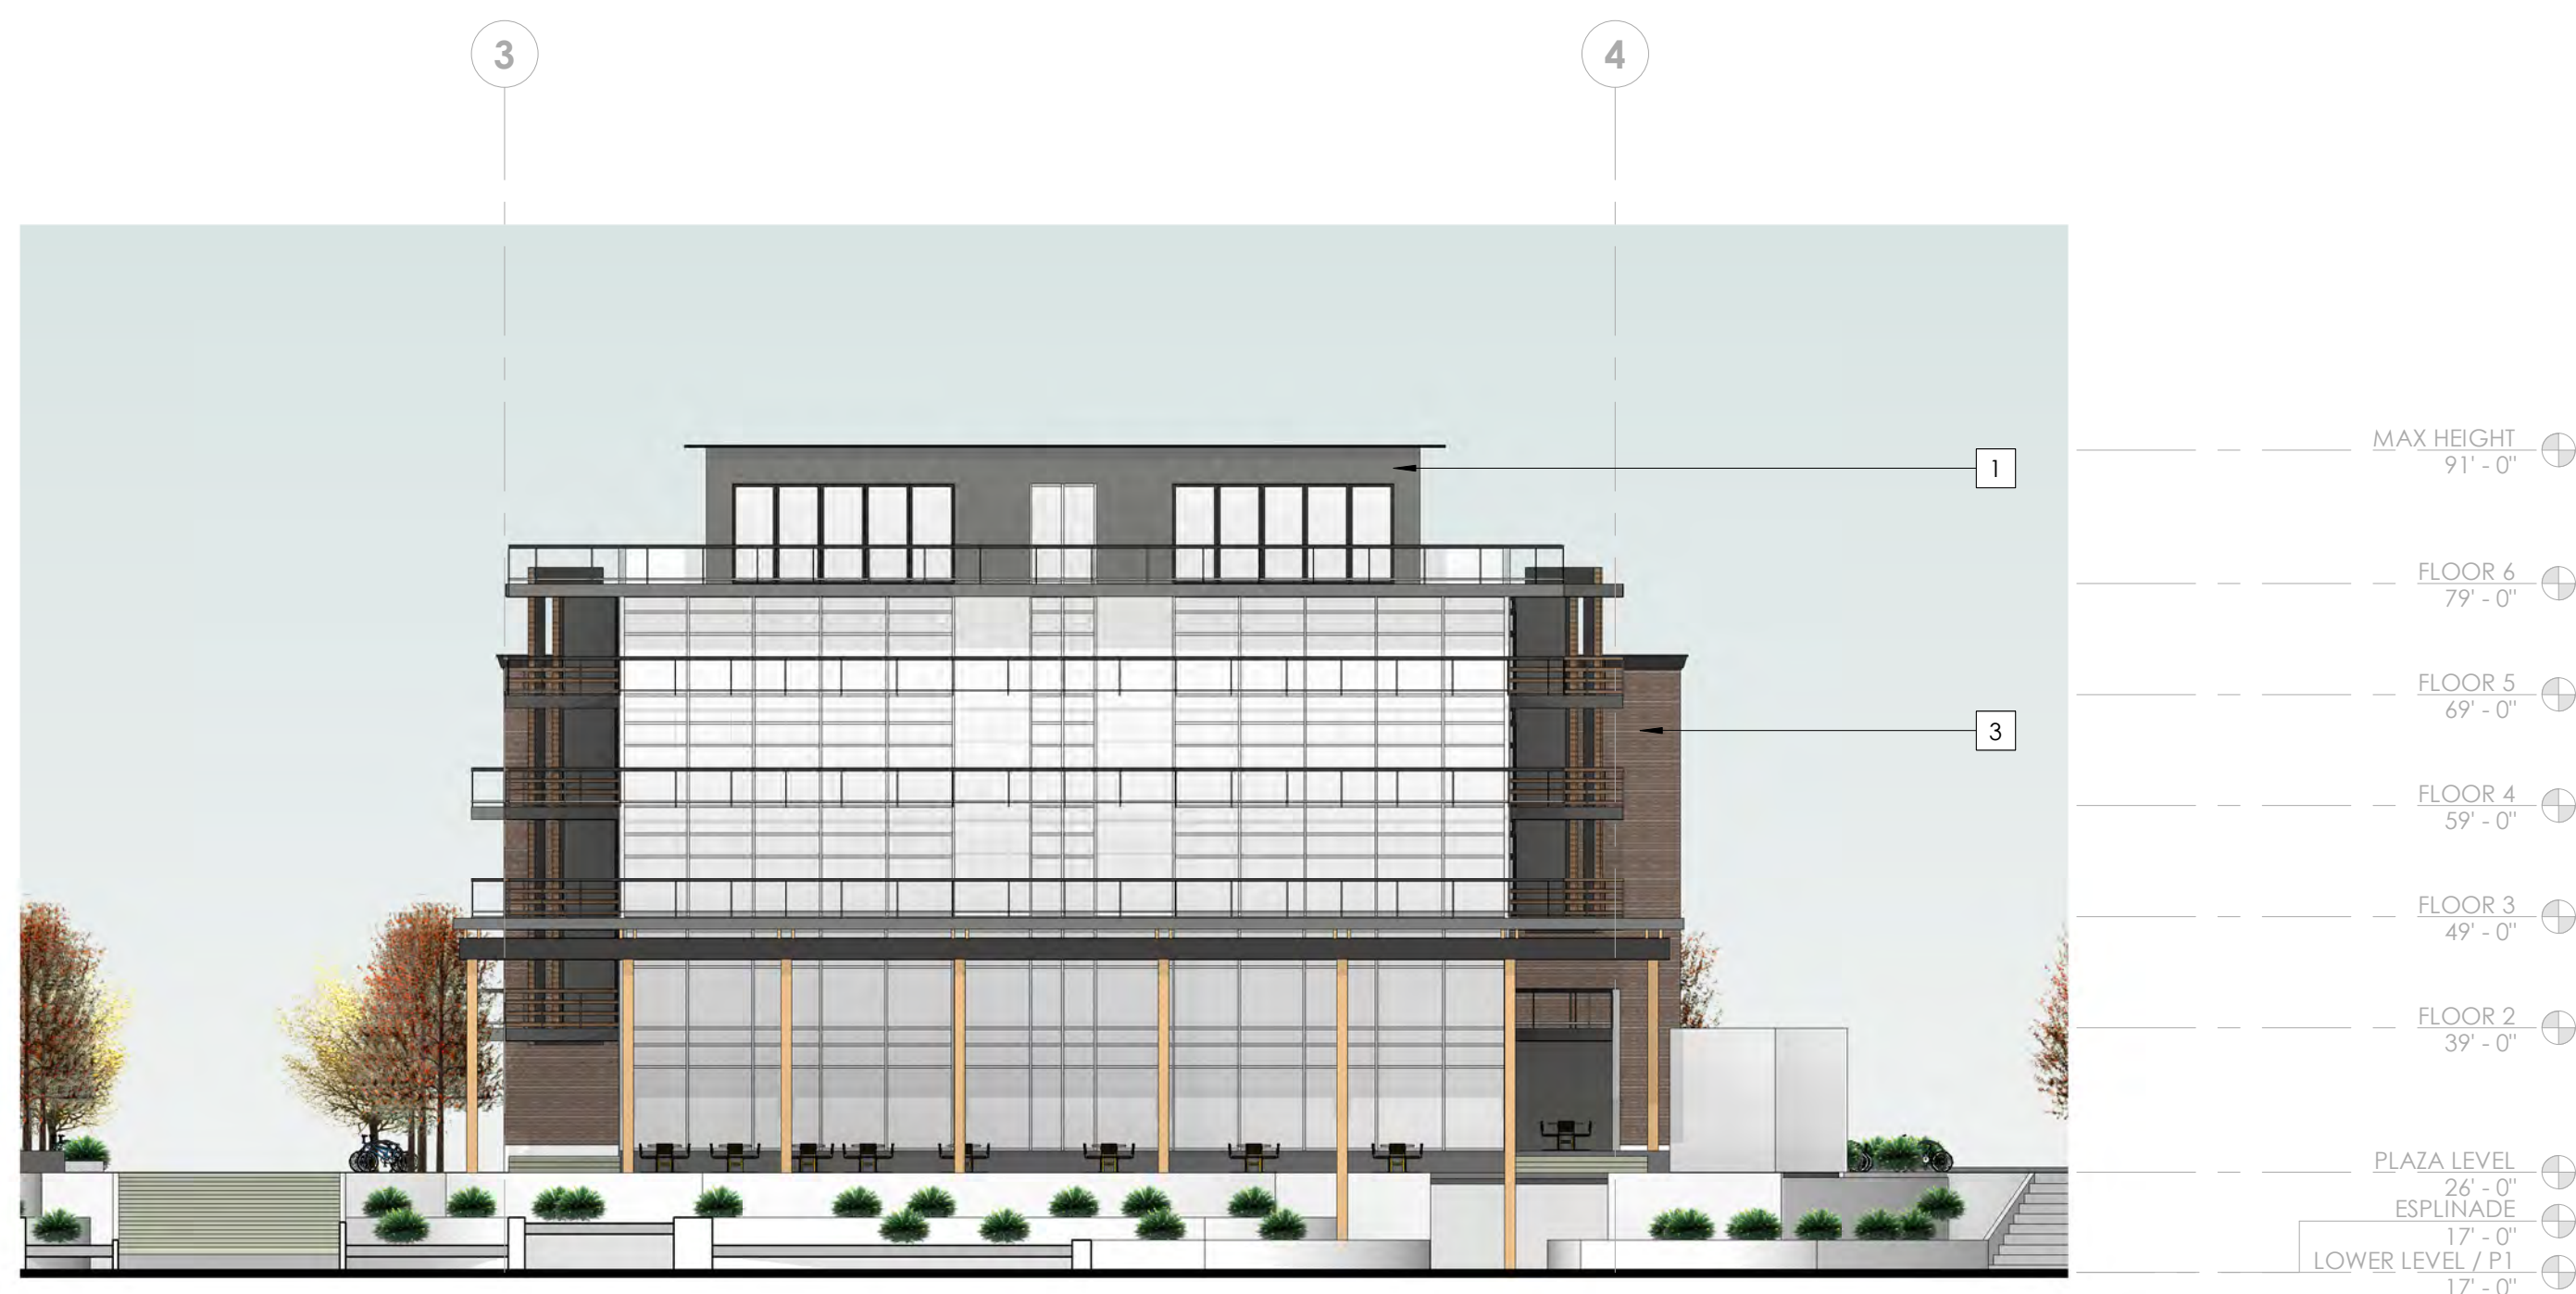 3
4
MAX HEIGHT
91' - 0"
1
FLOOR 6
79' - 0"
FLOOR 5
69' - 0"
3
FLOOR 4
59' - 0"
FLOOR 3
49' - 0"
FLOOR 2
39' - 0"
PLAZA LEVEL
26' - 0"
ESPLINADE
17' - 0"
LOWER LEVEL / P1
17' - 0"